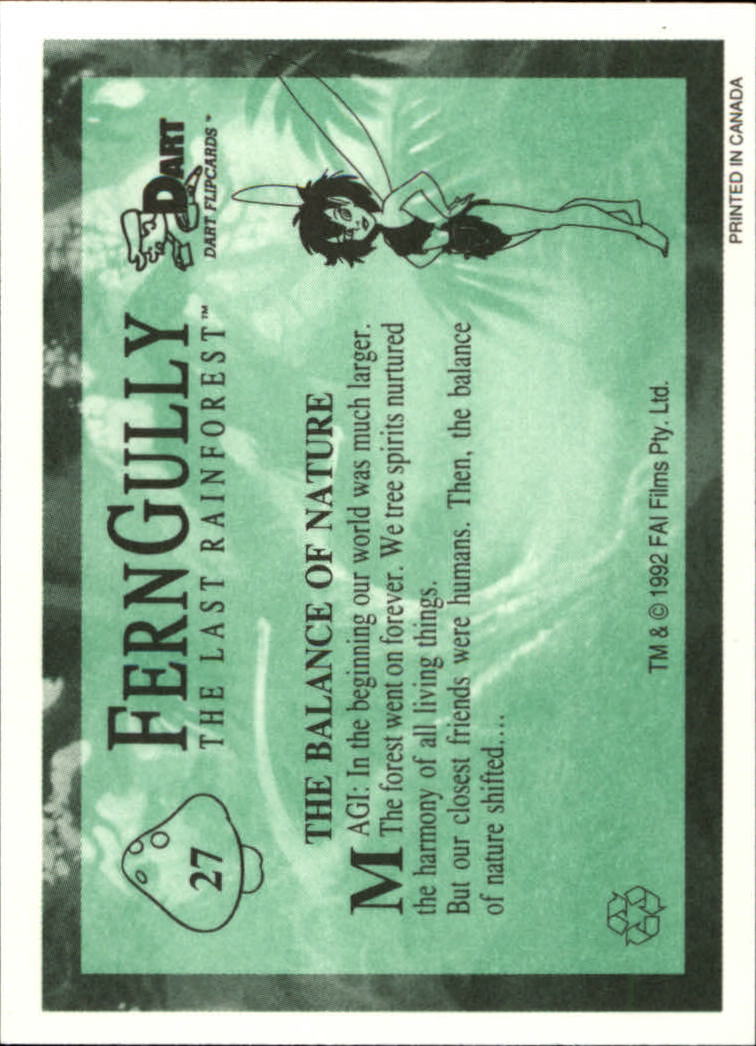 27
FERNGULLY
THE LAST RAINFOREST™
DART
DART FLIPCARDS™
THE BALANCE OF NATURE
MAGI: In the beginning our world was much larger.
The forest went on forever. We tree spirits nurtured
the harmony of all living things.
But our closest friends were humans. Then, the balance
of nature shifted....
TM & © 1992 FAI Films Pty. Ltd.
PRINTED IN CANADA